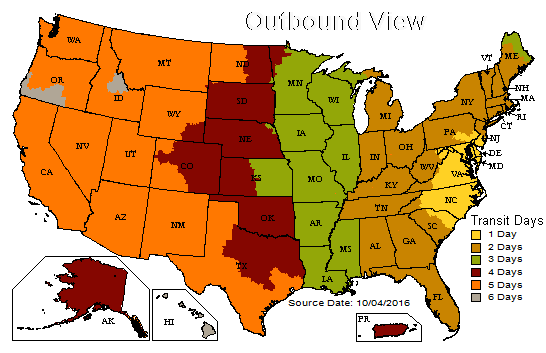 Outbound View
WA
MT
ND
MN
ME
VT
OR
ID
SD
WI
MI
NY
NH
MA
RI
CT
WY
NE
IA
PA
NJ
DE
MD
NV
UT
CO
KS
IL
IN
OH
WV
VA
CA
MO
KY
NC
AZ
NM
OK
AR
TN
SC
TX
LA
MS
AL
GA
FL
Transit Days
1 Day
2 Days
3 Days
4 Days
5 Days
6 Days
Source Date: 10/04/2016
AK
HI
PR